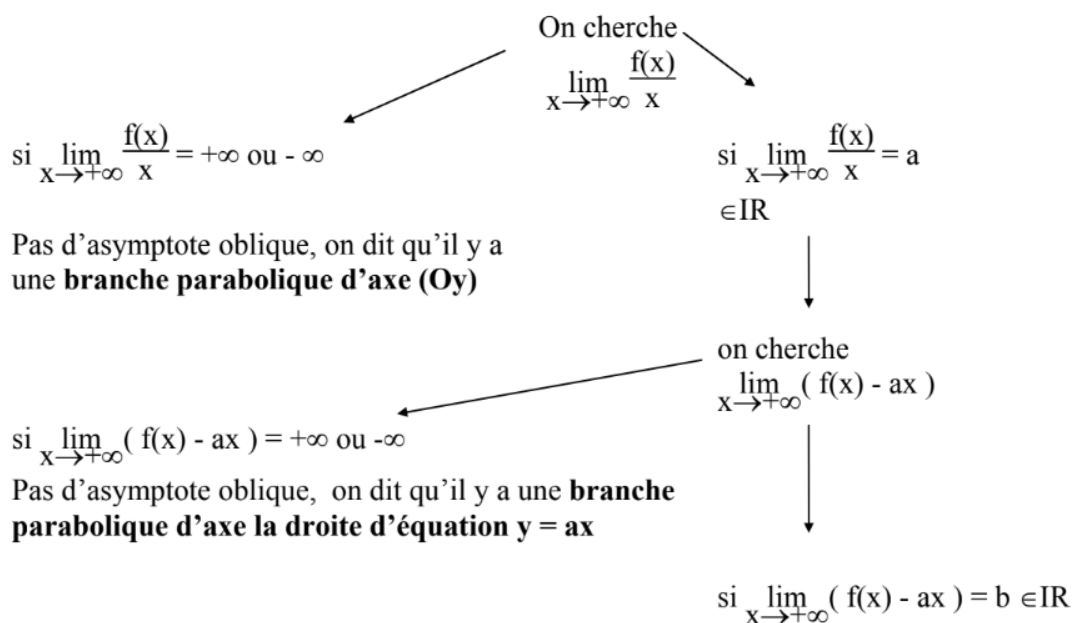 On cherche
lim f(x)/x
x→+∞
si lim f(x)/x = +∞ ou - ∞
x→+∞
si lim f(x)/x = a
x→+∞
∈IR
Pas d’asymptote oblique, on dit qu’il y a
une branche parabolique d’axe (Oy)
on cherche
lim ( f(x) - ax )
x→+∞
si lim ( f(x) - ax ) = +∞ ou -∞
x→+∞
Pas d’asymptote oblique, on dit qu’il y a une branche
parabolique d’axe la droite d’équation y = ax
si lim ( f(x) - ax ) = b ∈IR
x→+∞